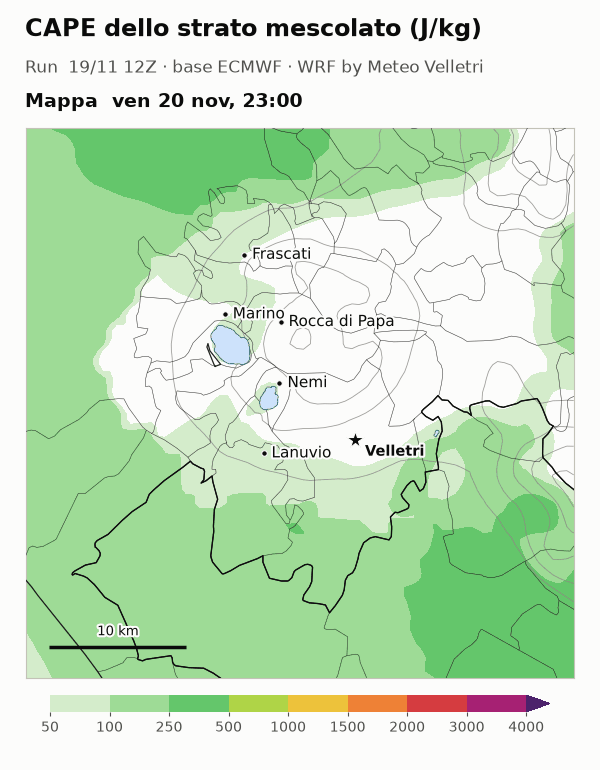 CAPE dello strato mescolato (J/kg)
Run  19/11 12Z · base ECMWF · WRF by Meteo Velletri
Mappa  ven 20 nov, 23:00
Frascati
Marino
Rocca di Papa
Nemi
Velletri
Lanuvio
10 km
50 100 250 500 1000 1500 2000 3000 4000